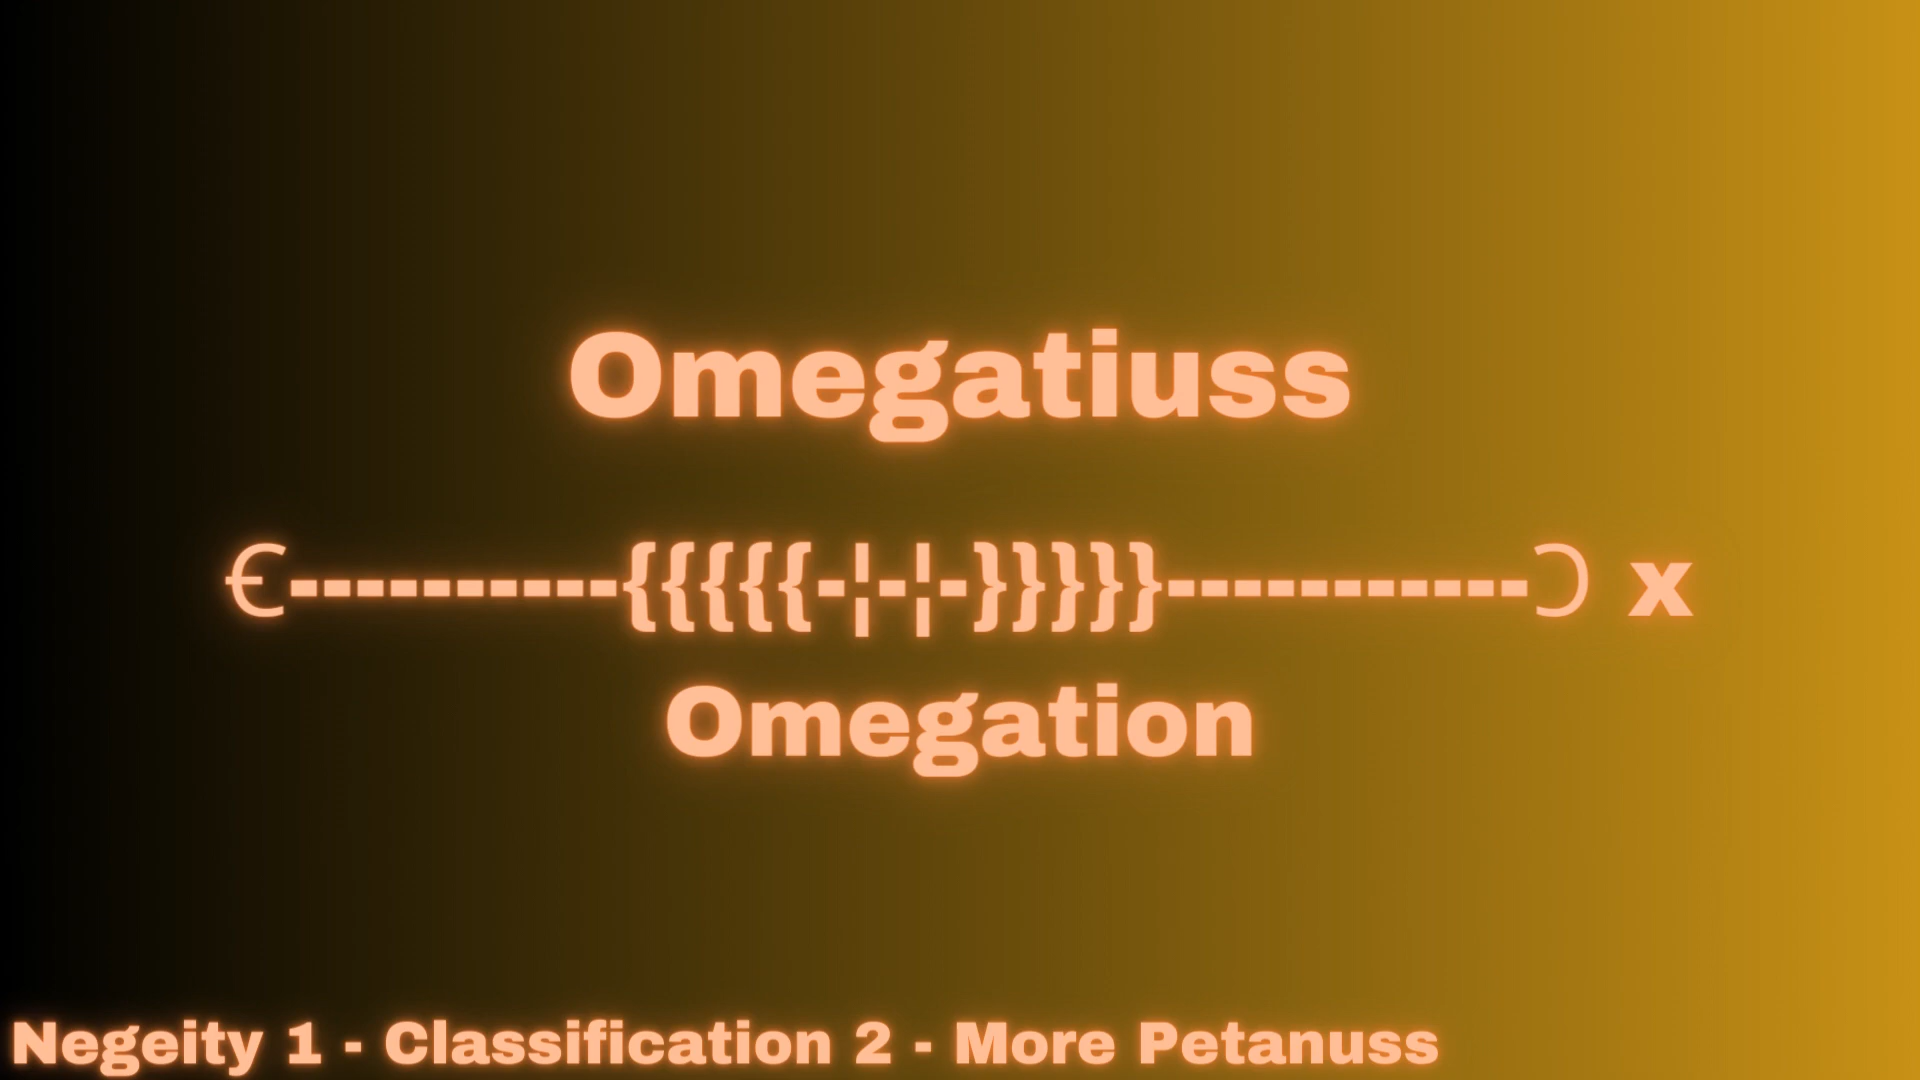 Omegatiuss
Є----------{{{{{-¦-¦-}}}}}-----------Ͻ x
Omegation
Negeity 1 - Classification 2 - More Petanuss